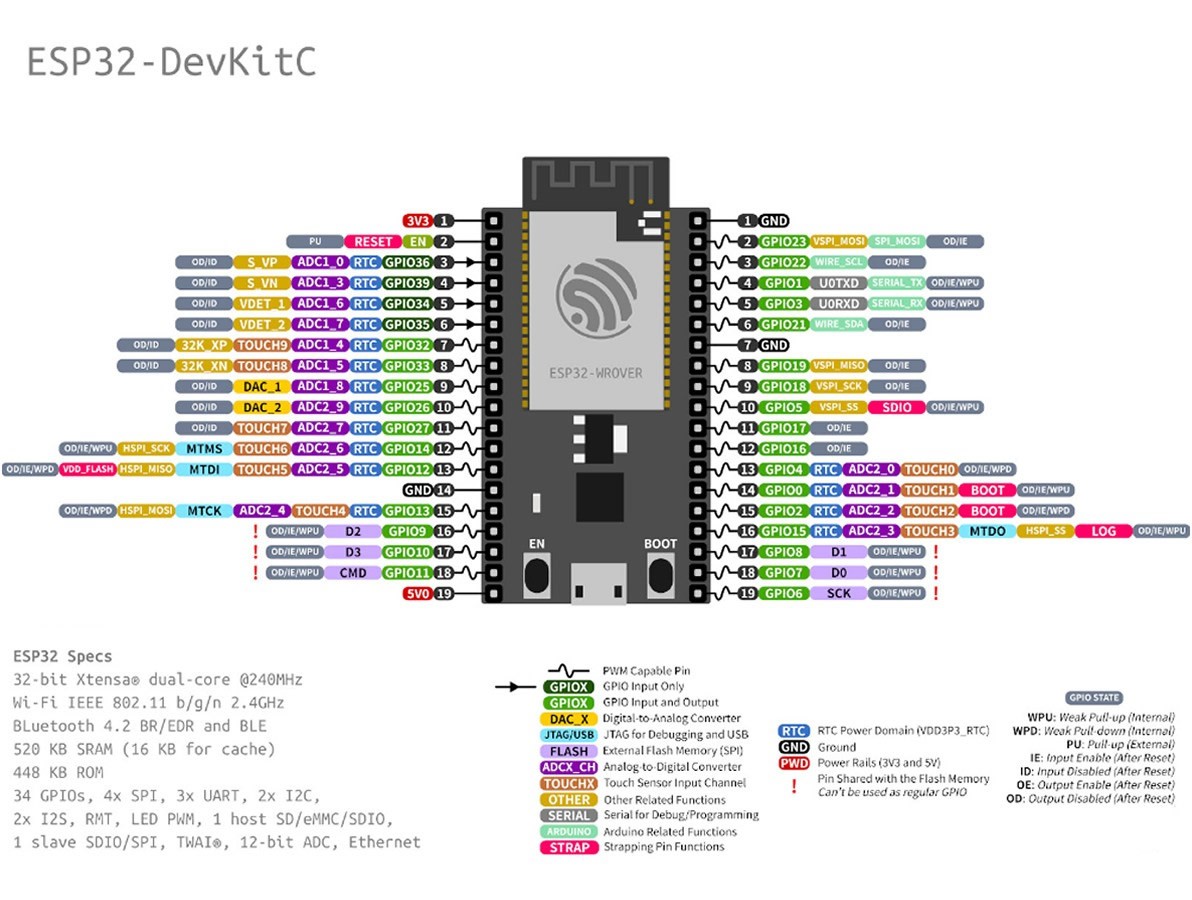 ESP32-DevKitC
3V3 1
PU RESET EN 2
OD/ID S_VP ADC1_0 RTC GPIO36 3
OD/ID S_VN ADC1_3 RTC GPIO39 4
OD/ID VDET_1 ADC1_6 RTC GPIO34 5
OD/ID VDET_2 ADC1_7 RTC GPIO35 6
OD/ID 32K_XP TOUCH9 ADC1_4 RTC GPIO32 7
OD/ID 32K_XN TOUCH8 ADC1_5 RTC GPIO33 8
OD/ID DAC_1 ADC1_8 RTC GPIO25 9
OD/ID DAC_2 ADC2_9 RTC GPIO26 10
OD/ID TOUCH7 ADC2_7 RTC GPIO27 11
OD/IE/WPU HSPI_SCK MTMS TOUCH6 ADC2_6 RTC GPIO14 12
OD/IE/WPD VDD_FLASH HSPI_MISO MTDI TOUCH5 ADC2_5 RTC GPIO12 13
GND 14
OD/IE/WPD HSPI_MOSI MTCK ADC2_4 TOUCH4 RTC GPIO13 15
! OD/IE/WPU D2 GPIO9 16
! OD/IE/WPU D3 GPIO10 17
! OD/IE/WPU CMD GPIO11 18
5V0 19
ESP32-WROVER
EN BOOT
1 GND
2 GPIO23 VSPI_MOSI SPI_MOSI OD/IE
3 GPIO22 WIRE_SCL OD/IE
4 GPIO1 U0TXD SERIAL_TX OD/IE/WPU
5 GPIO3 U0RXD SERIAL_RX OD/IE/WPU
6 GPIO21 WIRE_SDA OD/IE
7 GND
8 GPIO19 VSPI_MISO OD/IE
9 GPIO18 VSPI_SCK OD/IE
10 GPIO5 VSPI_SS SDIO OD/IE/WPU
11 GPIO17 OD/IE
12 GPIO16 OD/IE
13 GPIO4 RTC ADC2_0 TOUCH0 OD/IE/WPD
14 GPIO0 RTC ADC2_1 TOUCH1 BOOT OD/IE/WPU
15 GPIO2 RTC ADC2_2 TOUCH2 BOOT OD/IE/WPD
16 GPIO15 RTC ADC2_3 TOUCH3 MTDO HSPI_SS LOG OD/IE/WPU
17 GPIO8 D1 OD/IE/WPU !
18 GPIO7 D0 OD/IE/WPU !
19 GPIO6 SCK OD/IE/WPU !
ESP32 Specs
32-bit Xtensa® dual-core @240MHz
Wi-Fi IEEE 802.11 b/g/n 2.4GHz
BLuetooth 4.2 BR/EDR and BLE
520 KB SRAM (16 KB for cache)
448 KB ROM
34 GPIOs, 4x SPI, 3x UART, 2x I2C,
2x I2S, RMT, LED PWM, 1 host SD/eMMC/SDIO,
1 slave SDIO/SPI, TWAI®, 12-bit ADC, Ethernet
PWM Capable Pin
GPIOX GPIO Input Only
GPIOX GPIO Input and Output
DAC_X Digital-to-Analog Converter
JTAG/USB JTAG for Debugging and USB
FLASH External Flash Memory (SPI)
ADCX_CH Analog-to-Digital Converter
TOUCHX Touch Sensor Input Channel
OTHER Other Related Functions
SERIAL Serial for Debug/Programming
ARDUINO Arduino Related Functions
STRAP Strapping Pin Functions
RTC RTC Power Domain (VDD3P3_RTC)
GND Ground
PWD Power Rails (3V3 and 5V)
! Pin Shared with the Flash Memory
Can't be used as regular GPIO
GPIO STATE
WPU: Weak Pull-up (Internal)
WPD: Weak Pull-down (Internal)
PU: Pull-up (External)
IE: Input Enable (After Reset)
ID: Input Disabled (After Reset)
OE: Output Enable (After Reset)
OD: Output Disabled (After Reset)